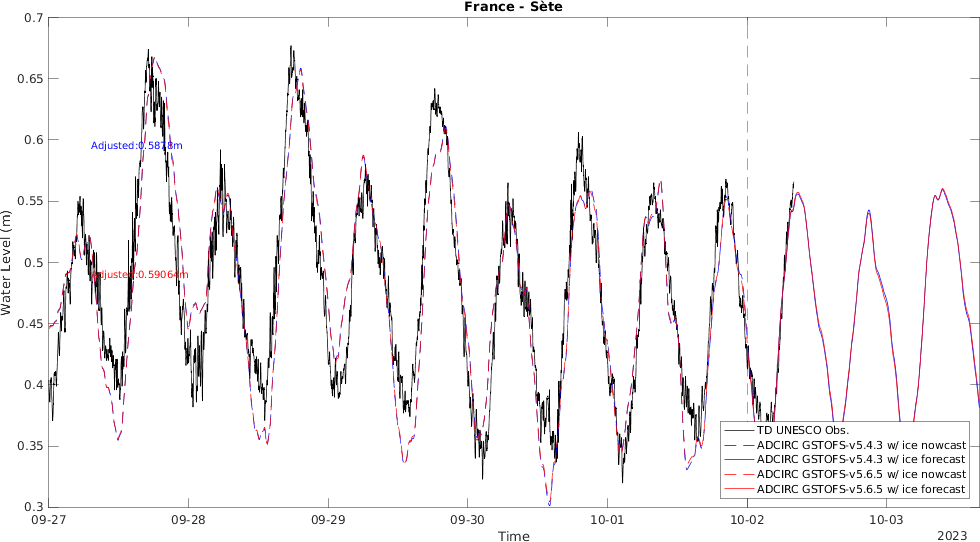 France - Sète
0.7
0.65
0.6
0.55
0.5
0.45
0.4
0.35
0.3
Water Level (m)
Adjusted:0.5878m
Adjusted:0.59064m
TD UNESCO Obs.
ADCIRC GSTOFS-v5.4.3 w/ ice nowcast
ADCIRC GSTOFS-v5.4.3 w/ ice forecast
ADCIRC GSTOFS-v5.6.5 w/ ice nowcast
ADCIRC GSTOFS-v5.6.5 w/ ice forecast
09-27 09-28 09-29 09-30 10-01 10-02 10-03
Time
2023